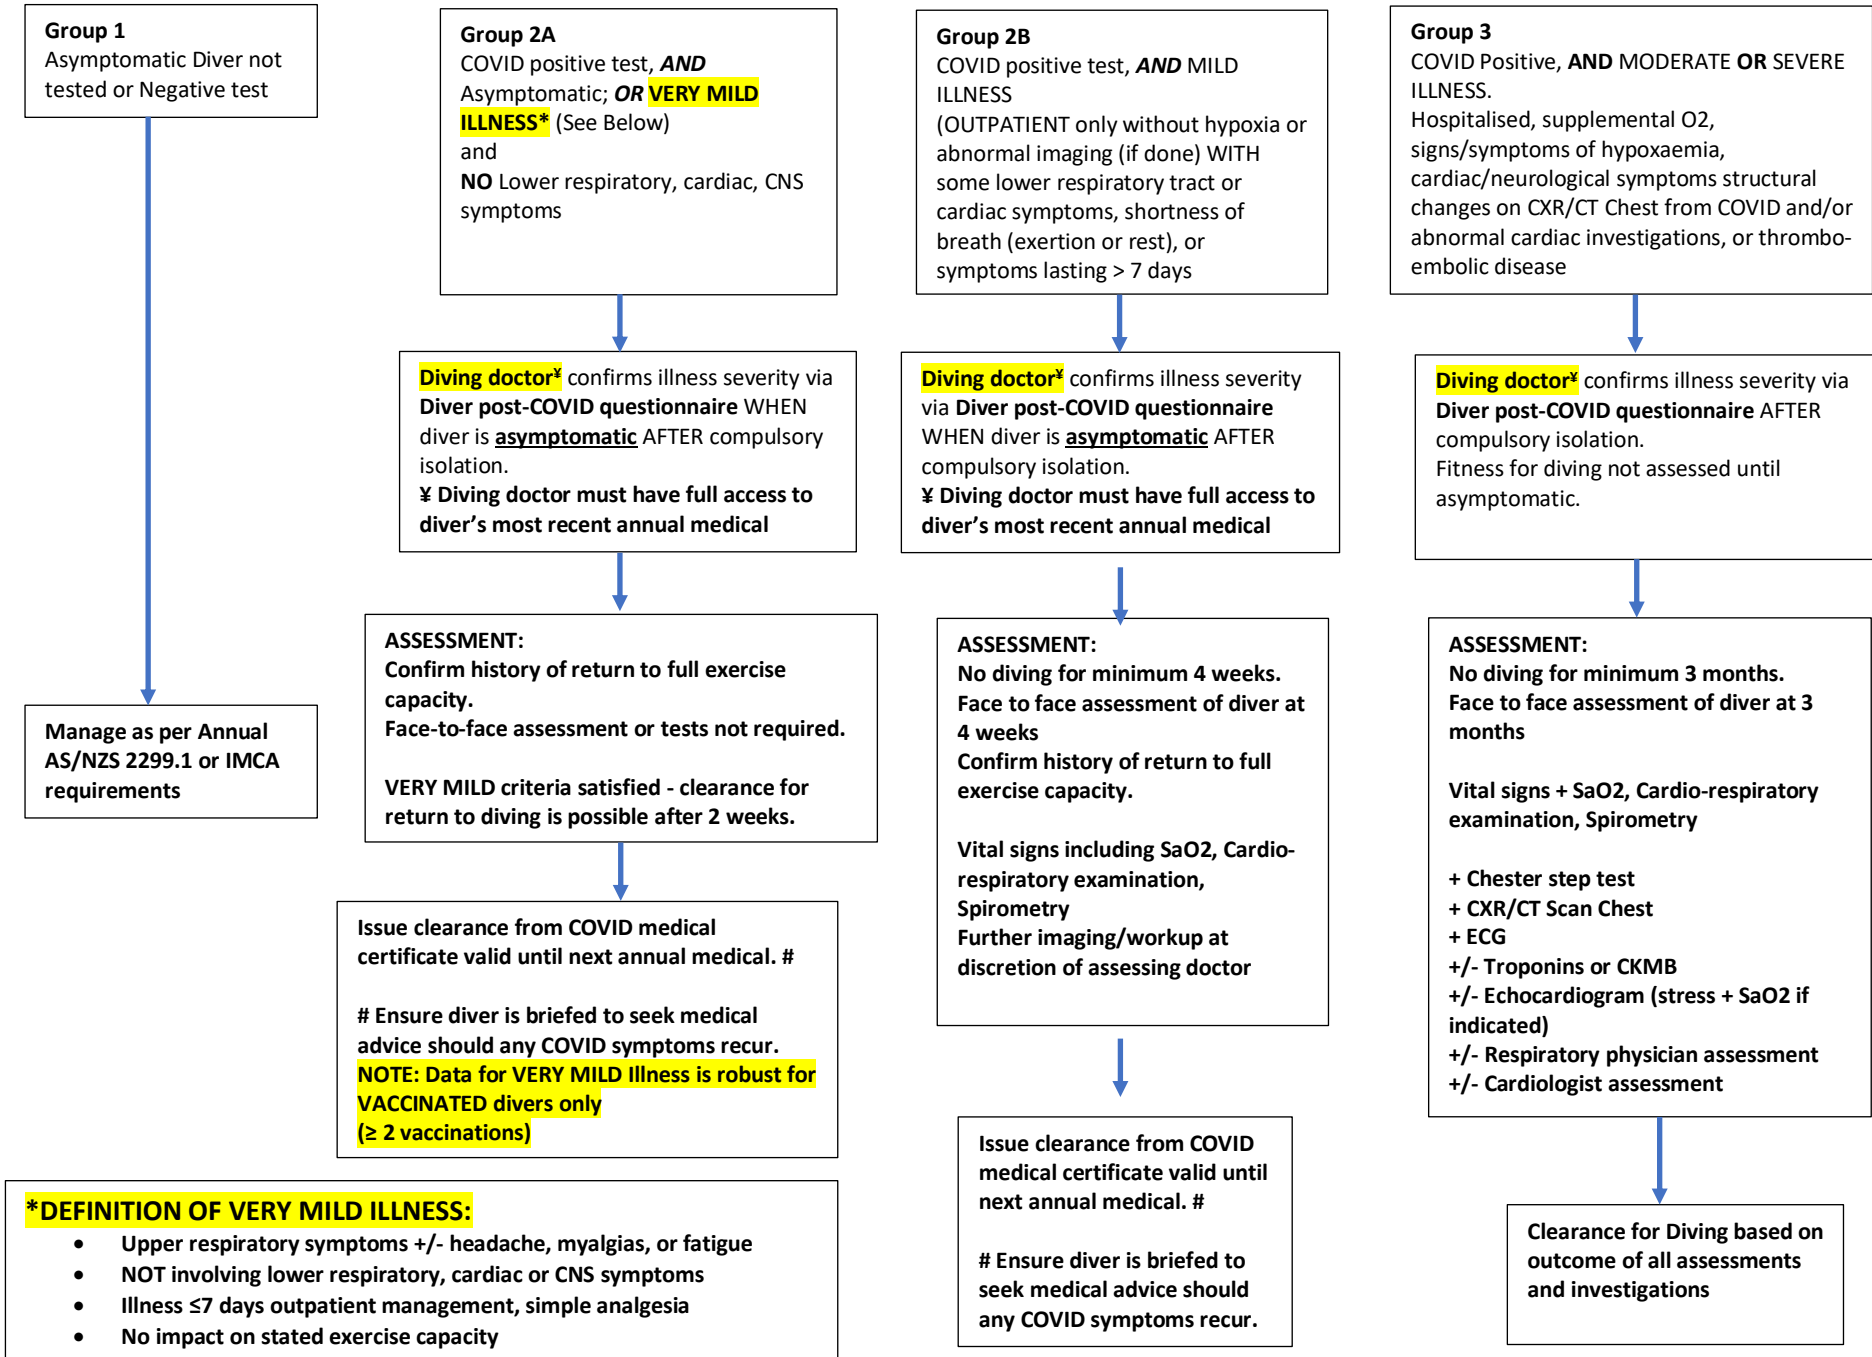 Group 1
Asymptomatic Diver not
tested or Negative test
Manage as per Annual
AS/NZS 2299.1 or IMCA
requirements
Group 2A
COVID positive test, AND
Asymptomatic; OR VERY MILD
ILLNESS* (See Below)
and
NO Lower respiratory, cardiac, CNS
symptoms
Diving doctor¥ confirms illness severity via
Diver post-COVID questionnaire WHEN
diver is asymptomatic AFTER compulsory
isolation.
¥ Diving doctor must have full access to
diver's most recent annual medical
ASSESSMENT:
Confirm history of return to full exercise
capacity.
Face-to-face assessment or tests not required.
VERY MILD criteria satisfied - clearance for
return to diving is possible after 2 weeks.
Issue clearance from COVID medical
certificate valid until next annual medical. #
# Ensure diver is briefed to seek medical
advice should any COVID symptoms recur.
NOTE: Data for VERY MILD Illness is robust for
VACCINATED divers only
(≥ 2 vaccinations)
Group 2B
COVID positive test, AND MILD
ILLNESS
(OUTPATIENT only without hypoxia or
abnormal imaging (if done) WITH
some lower respiratory tract or
cardiac symptoms, shortness of
breath (exertion or rest), or
symptoms lasting > 7 days
Diving doctor¥ confirms illness severity
via Diver post-COVID questionnaire
WHEN diver is asymptomatic AFTER
compulsory isolation.
¥ Diving doctor must have full access to
diver's most recent annual medical
ASSESSMENT:
No diving for minimum 4 weeks.
Face to face assessment of diver at
4 weeks
Confirm history of return to full
exercise capacity.
Vital signs including SaO2, Cardio-
respiratory examination,
Spirometry
Further imaging/workup at
discretion of assessing doctor
Issue clearance from COVID
medical certificate valid until
next annual medical. #
# Ensure diver is briefed to
seek medical advice should
any COVID symptoms recur.
Group 3
COVID Positive, AND MODERATE OR SEVERE
ILLNESS.
Hospitalised, supplemental O2,
signs/symptoms of hypoxaemia,
cardiac/neurological symptoms structural
changes on CXR/CT Chest from COVID and/or
abnormal cardiac investigations, or thrombo-
embolic disease
Diving doctor¥ confirms illness severity via
Diver post-COVID questionnaire AFTER
compulsory isolation.
Fitness for diving not assessed until
asymptomatic.
ASSESSMENT:
No diving for minimum 3 months.
Face to face assessment of diver at 3
months
Vital signs + SaO2, Cardio-respiratory
examination, Spirometry
+ Chester step test
+ CXR/CT Scan Chest
+ ECG
+/- Troponins or CKMB
+/- Echocardiogram (stress + SaO2 if
indicated)
+/- Respiratory physician assessment
+/- Cardiologist assessment
Clearance for Diving based on
outcome of all assessments
and investigations
*DEFINITION OF VERY MILD ILLNESS:
• Upper respiratory symptoms +/- headache, myalgias, or fatigue
• NOT involving lower respiratory, cardiac or CNS symptoms
• Illness ≤7 days outpatient management, simple analgesia
• No impact on stated exercise capacity